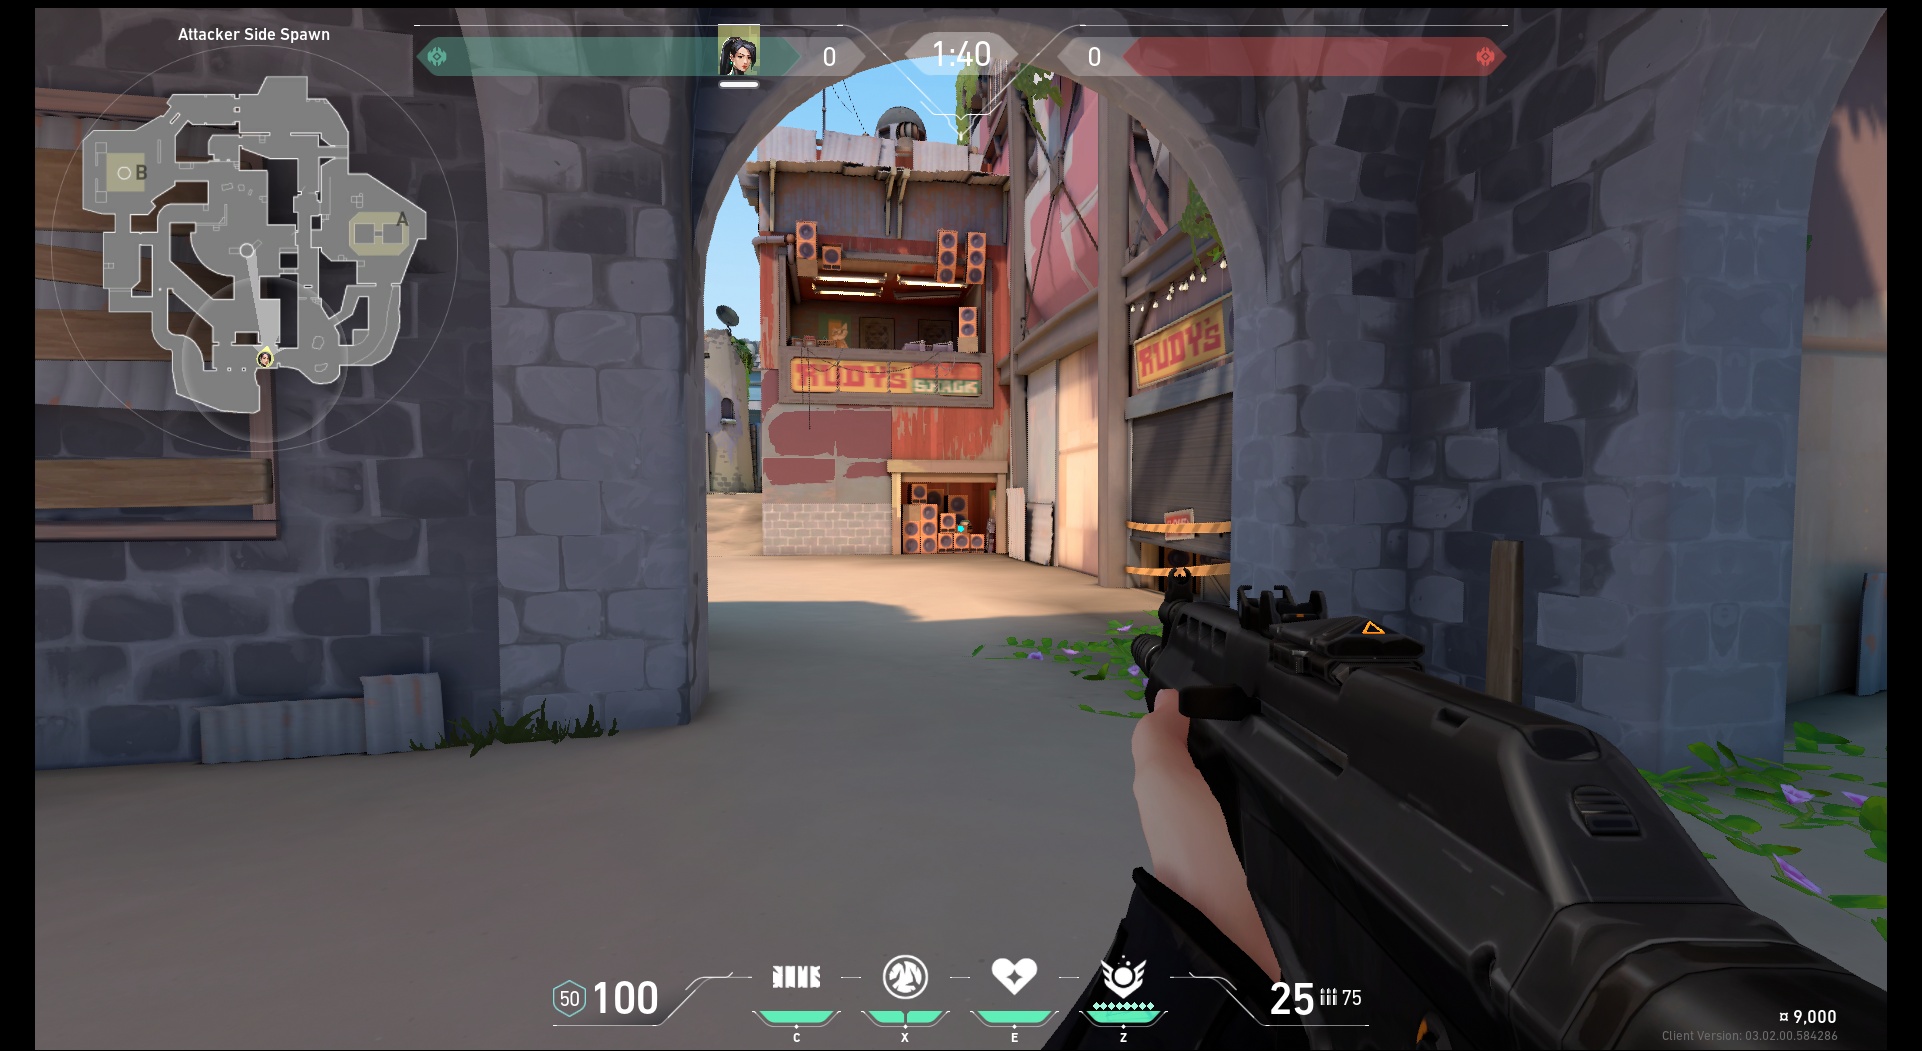 Attacker Side Spawn
0
1:40
0
B
A
RUDY'S
RUDY'S
SHACK
50
100
25
75
C
X
E
Z
¤ 9,000
Client Version: 03.02.00.584286